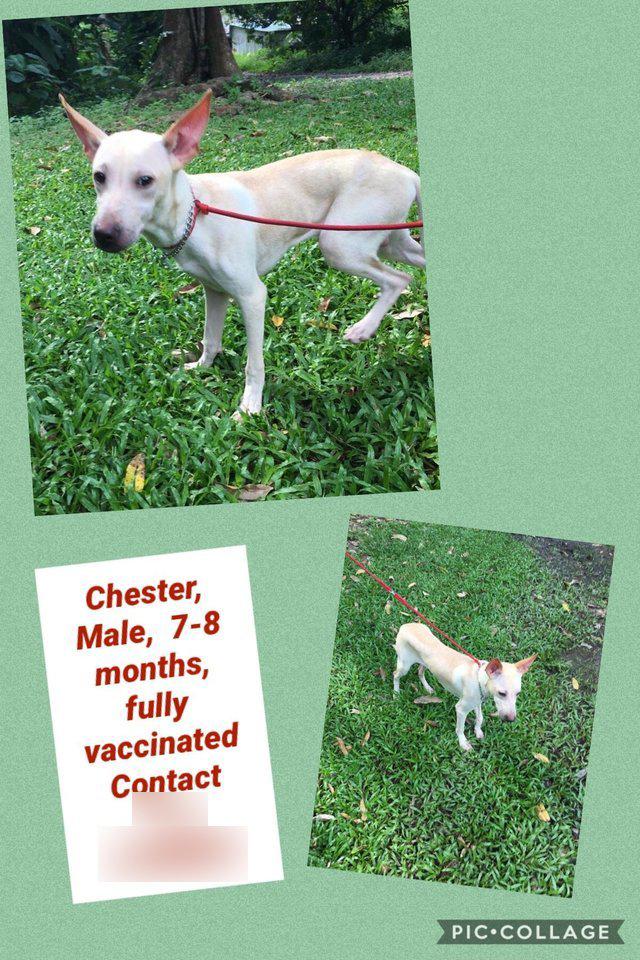 Chester,
Male, 7-8
months,
fully
vaccinated
Contact
PIC•COLLAGE